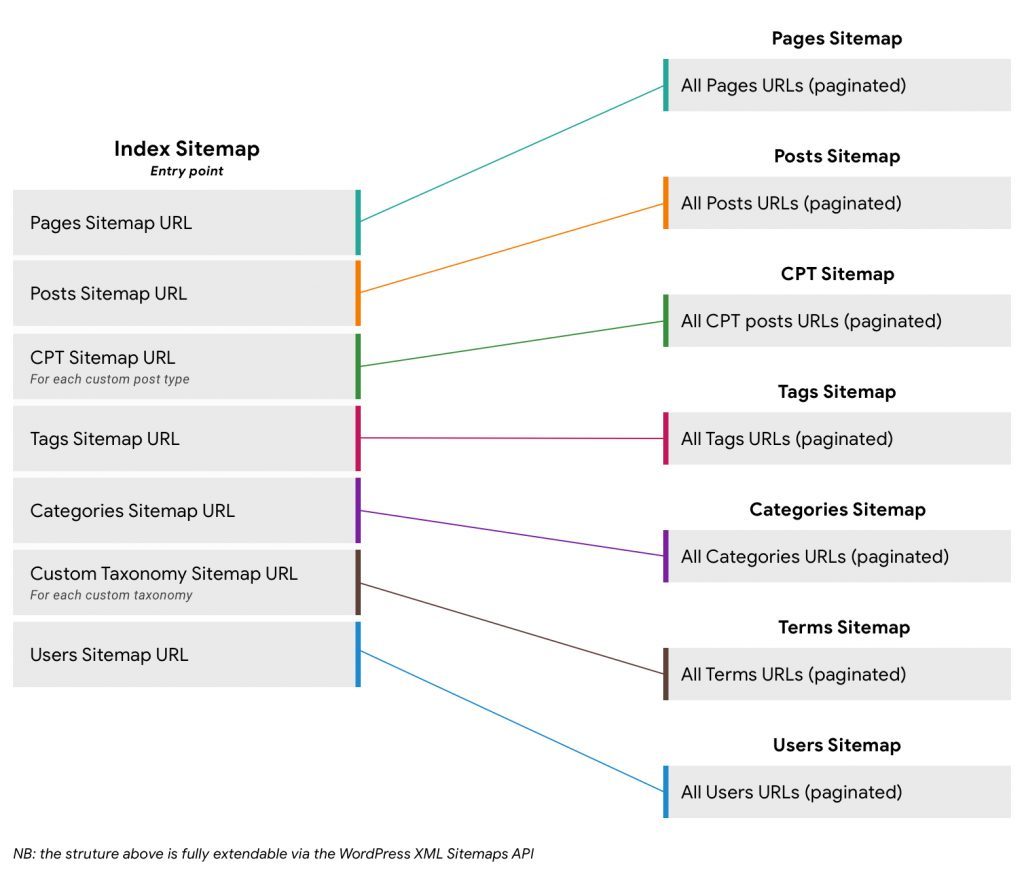 Index Sitemap
Entry point
Pages Sitemap URL
Posts Sitemap URL
CPT Sitemap URL
For each custom post type
Tags Sitemap URL
Categories Sitemap URL
Custom Taxonomy Sitemap URL
For each custom taxonomy
Users Sitemap URL
Pages Sitemap
All Pages URLs (paginated)
Posts Sitemap
All Posts URLs (paginated)
CPT Sitemap
All CPT posts URLs (paginated)
Tags Sitemap
All Tags URLs (paginated)
Categories Sitemap
All Categories URLs (paginated)
Terms Sitemap
All Terms URLs (paginated)
Users Sitemap
All Users URLs (paginated)
NB: the struture above is fully extendable via the WordPress XML Sitemaps API